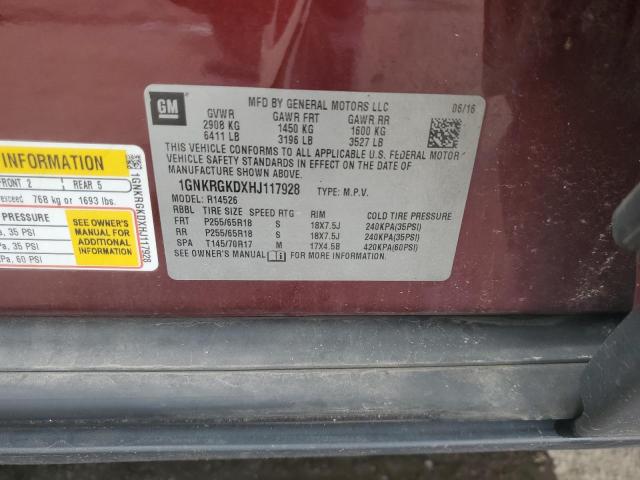 GM
MFD BY GENERAL MOTORS LLC
06/16
GVWR GAWR FRT GAWR RR
2908 KG 1450 KG 1600 KG
6411 LB 3196 LB 3527 LB
THIS VEHICLE CONFORMS TO ALL APPLICABLE U.S. FEDERAL MOTOR
VEHICLE SAFETY AND THEFT PREVENTION STANDARDS IN
EFFECT ON THE DATE OF MANUFACTURE
SHOWN ABOVE.
1GNKRGKDXHJ117928 TYPE: M.P.V.
MODEL: R14526
RBBL TIRE SIZE SPEED RTG RIM COLD TIRE PRESSURE
FRT P255/65R18 S 18X7.5J 240KPA(35PSI)
RR P255/65R18 S 18X7.5J 240KPA(35PSI)
SPA T145/70R17 M 17X4.5B 420KPA(60PSI)
SEE OWNER'S MANUAL FOR MORE INFORMATION
INFORMATION
FRONT 2 REAR 5
exceed 768 kg or 1693 lbs.
PRESSURE
35 PSI
35 PSI
60 PSI
SEE OWNER'S
MANUAL FOR
ADDITIONAL
INFORMATION
1GNKRGKDXHJ117928